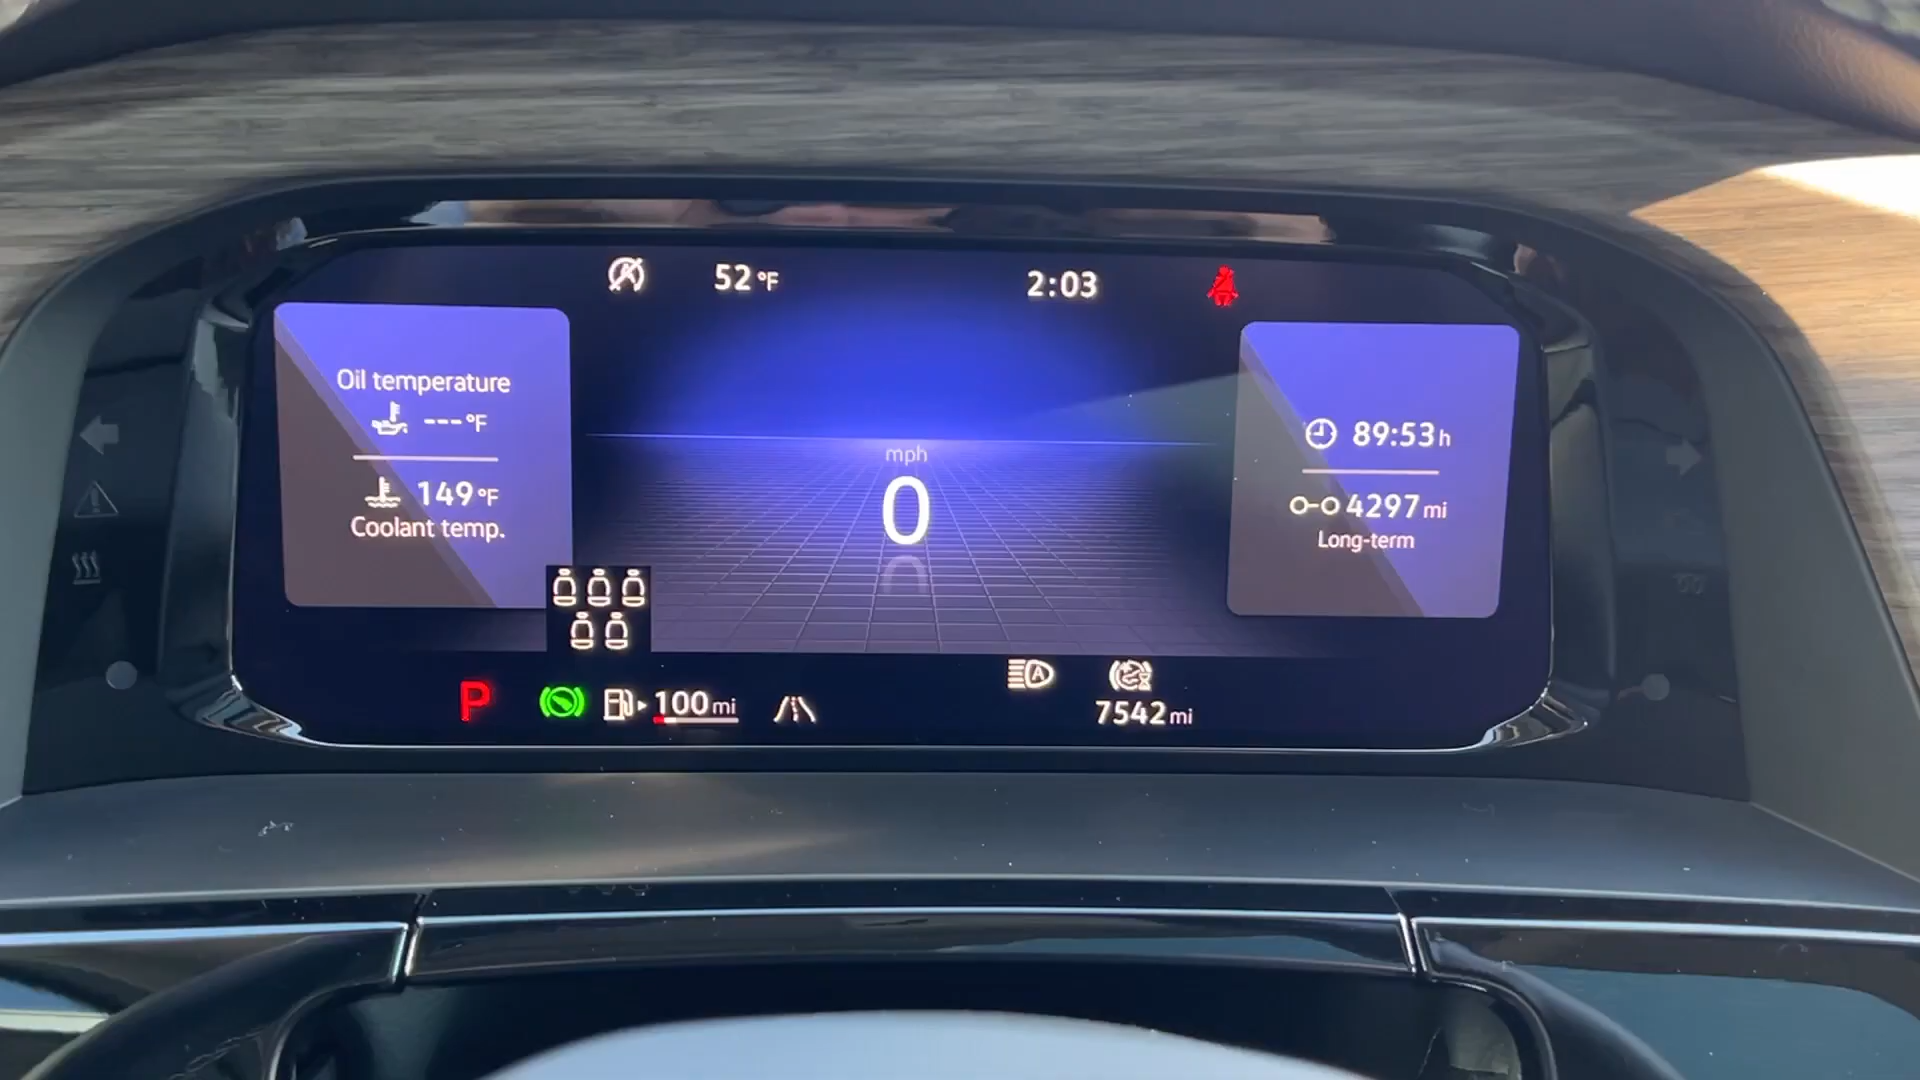 52 °F
2:03
Oil temperature
---°F
149 °F
Coolant temp.
mph
0
89:53 h
4297 mi
Long-term
A
P
100 mi
7542 mi